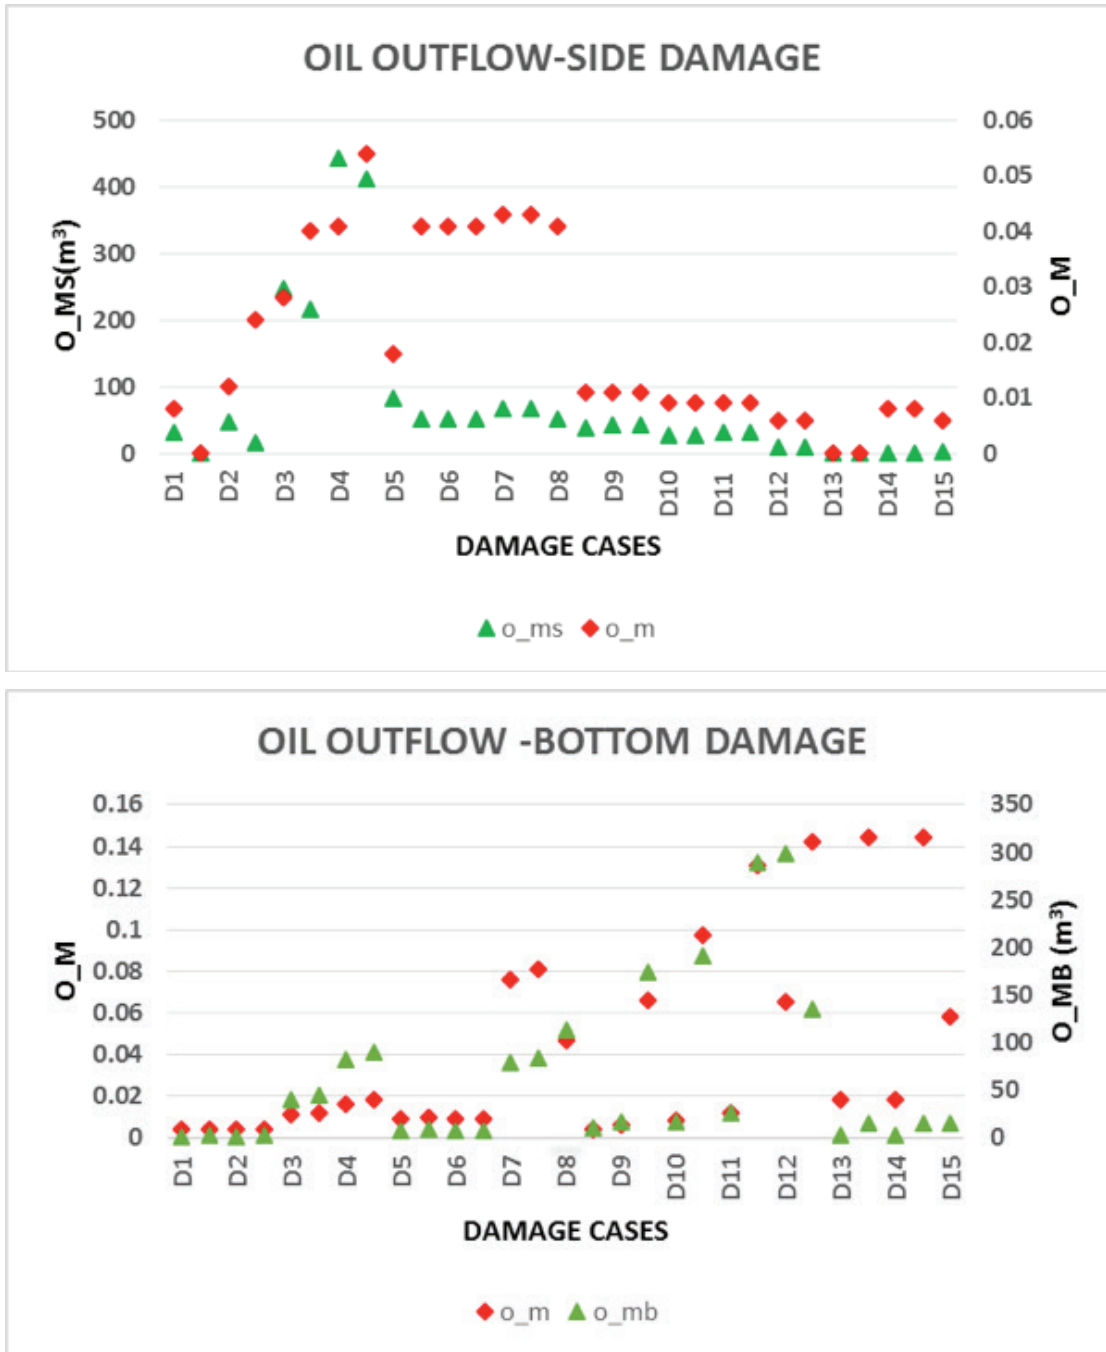 OIL OUTFLOW-SIDE DAMAGE
500
400
300
200
100
0
O_MS(m³)
0.06
0.05
0.04
0.03
0.02
0.01
0
O_M
D1 D2 D3 D4 D5 D6 D7 D8 D9 D10 D11 D12 D13 D14 D15
DAMAGE CASES
o_ms o_m
OIL OUTFLOW -BOTTOM DAMAGE
0.16
0.14
0.12
0.1
0.08
0.06
0.04
0.02
0
O_M
350
300
250
200
150
100
50
0
O_MB (m³)
D1 D2 D3 D4 D5 D6 D7 D8 D9 D10 D11 D12 D13 D14 D15
DAMAGE CASES
o_m o_mb